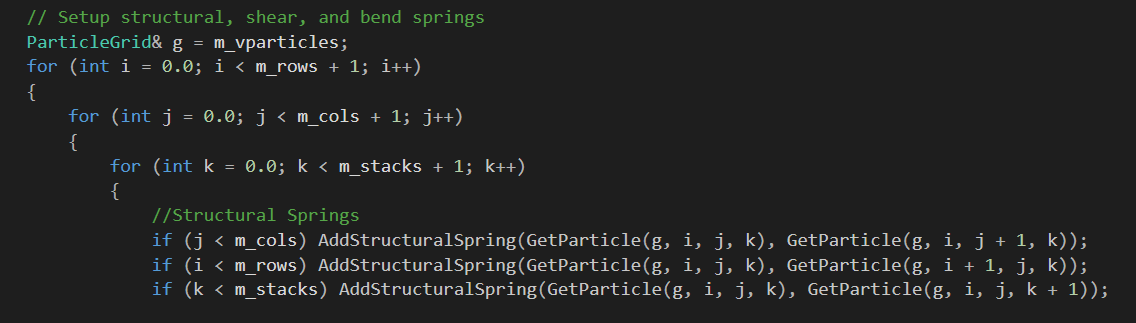 // Setup structural, shear, and bend springs
ParticleGrid& g = m_vparticles;
for (int i = 0.0; i < m_rows + 1; i++)
{
for (int j = 0.0; j < m_cols + 1; j++)
{
for (int k = 0.0; k < m_stacks + 1; k++)
{
//Structural Springs
if (j < m_cols) AddStructuralSpring(GetParticle(g, i, j, k), GetParticle(g, i, j + 1, k));
if (i < m_rows) AddStructuralSpring(GetParticle(g, i, j, k), GetParticle(g, i + 1, j, k));
if (k < m_stacks) AddStructuralSpring(GetParticle(g, i, j, k), GetParticle(g, i, j, k + 1));